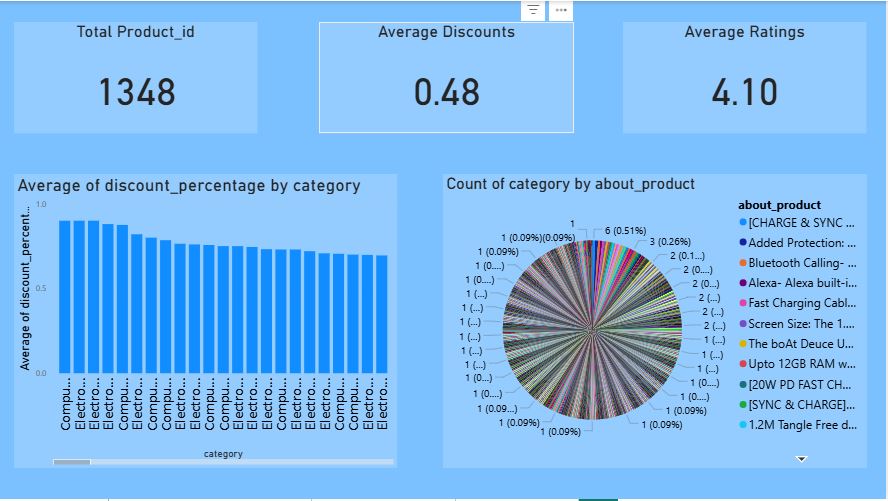 Total Product_id
1348
Average Discounts
0.48
Average Ratings
4.10
Average of discount_percentage by category
Average of discount_percent...
1.0
0.5
0.0
Compu...
Electro...
Electro...
Electro...
Compu...
Electro...
Compu...
Compu...
Electro...
Electro...
Compu...
Compu...
Electro...
Electro...
Electro...
Compu...
Electro...
Electro...
Electro...
Compu...
Compu...
Electro...
Electro...
category
Count of category by about_product
1
6 (0.51%)
1 (0.09%)
(0.09%)
3 (0.26%)
1 (0.09%)
2 (0.1...)
1 (0....)
2 (0....)
1 (0....)
2 (0...)
1 (...)
2 (...)
1 (...)
2 (...)
1 (...)
2 (...)
1 (...)
1 (...)
1 (...)
1 (...)
1 (...)
1 (...)
1 (0...)
1 (0....)
1 (0....)
1 (0....)
1 (0.09...)
1 (0.09%)
1 (0.09%)
1 (0.09%)
1 (0.09%)
about_product
[CHARGE & SYNC ...
Added Protection: ...
Bluetooth Calling- ...
Alexa- Alexa built-i...
Fast Charging Cabl...
Screen Size: The 1....
The boAt Deuce U...
Upto 12GB RAM w...
[20W PD FAST CH...
[SYNC & CHARGE]...
1.2M Tangle Free d...